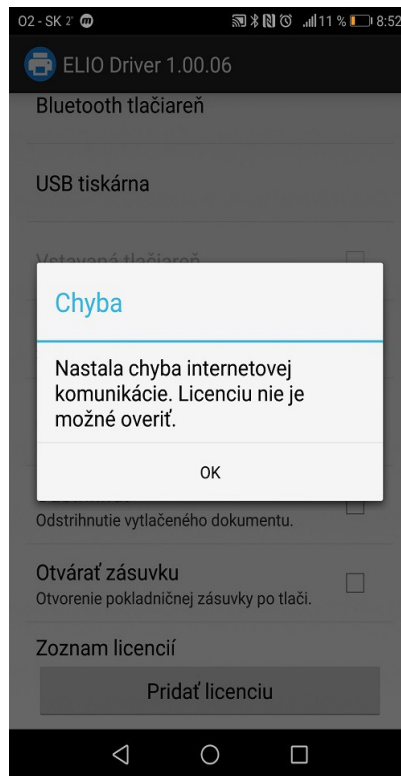 O2 - SK 11 % 8:52
ELIO Driver 1.00.06
Bluetooth tlačiareň
USB tiskárna
Vstavaná tlačiareň
Chyba
Nastala chyba internetovej
komunikácie. Licenciu nie je
možné overiť.
OK
Odstrihnutie vytlačeného dokumentu.
Otvárať zásuvku
Otvorenie pokladničnej zásuvky po tlači.
Zoznam licencií
Pridať licenciu